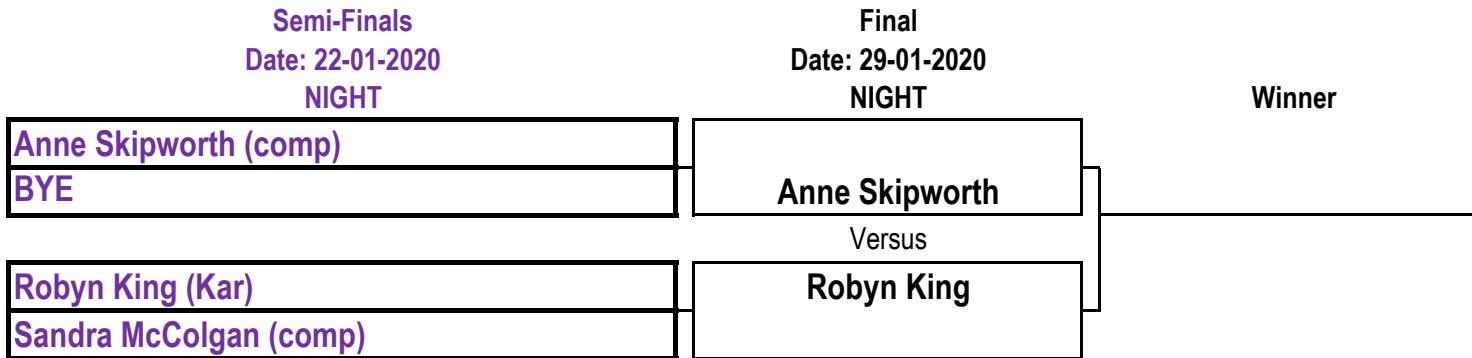 Semi-Finals
Date: 22-01-2020
NIGHT
Final
Date: 29-01-2020
NIGHT
Winner
Anne Skipworth (comp)
BYE
Anne Skipworth
Versus
Robyn King (Kar)
Sandra McColgan (comp)
Robyn King